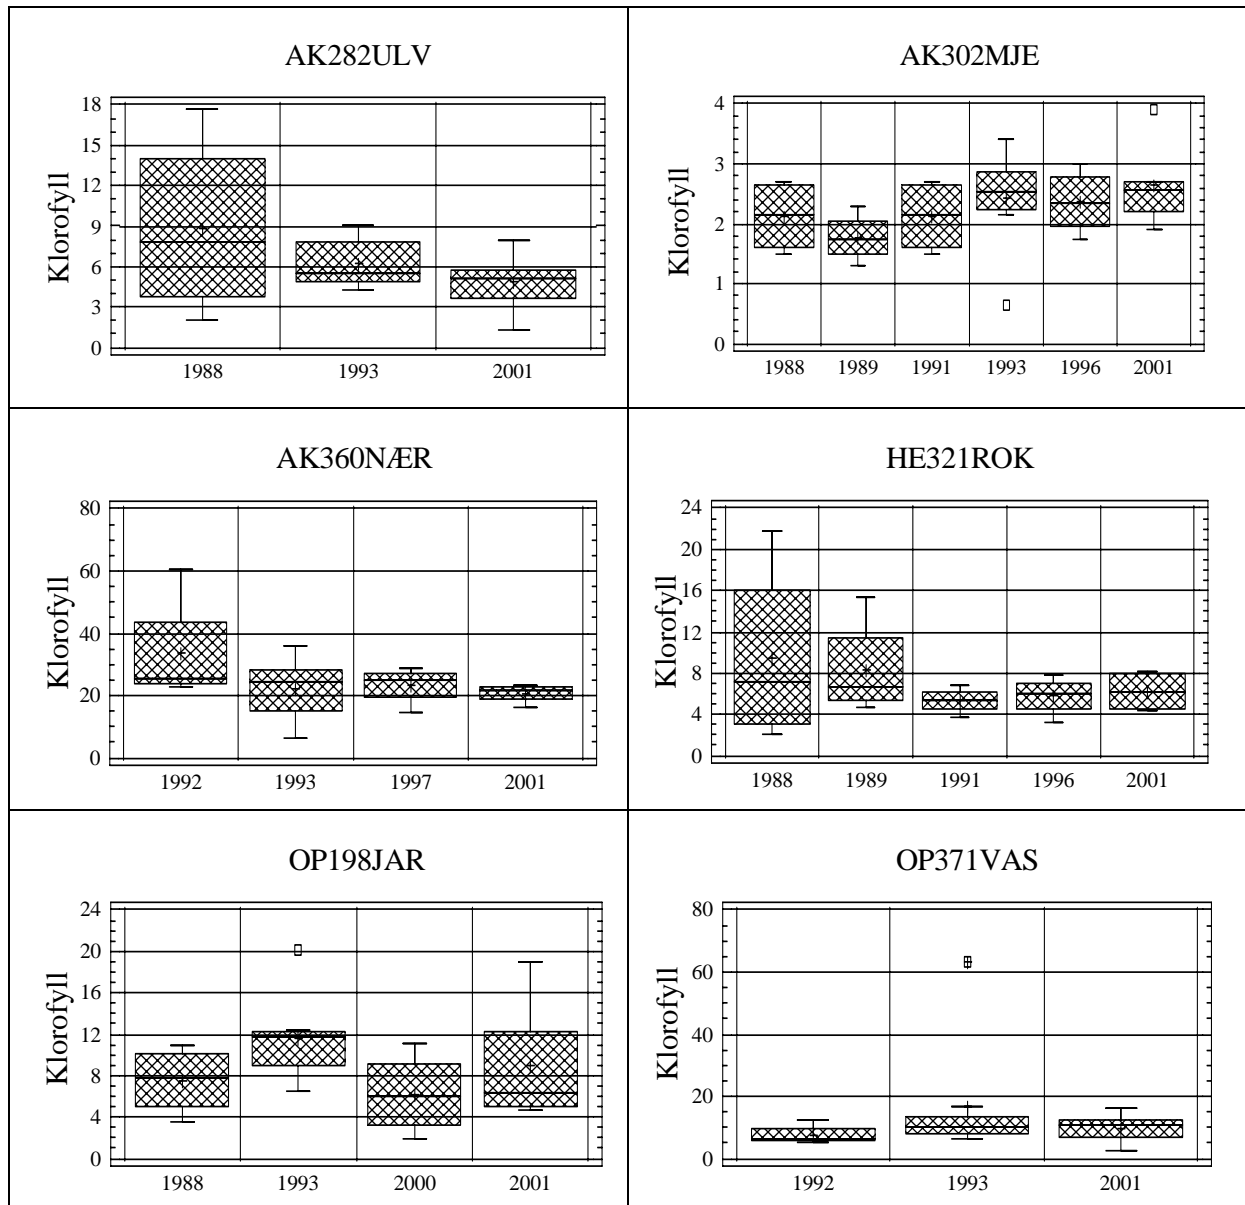 AK282ULV
Klorofyll
18
15
12
9
6
3
0
1988 1993 2001
AK302MJE
Klorofyll
4
3
2
1
0
1988 1989 1991 1993 1996 2001
AK360NÆR
Klorofyll
80
60
40
20
0
1992 1993 1997 2001
HE321ROK
Klorofyll
24
20
16
12
8
4
0
1988 1989 1991 1996 2001
OP198JAR
Klorofyll
24
20
16
12
8
4
0
1988 1993 2000 2001
OP371VAS
Klorofyll
80
60
40
20
0
1992 1993 2001